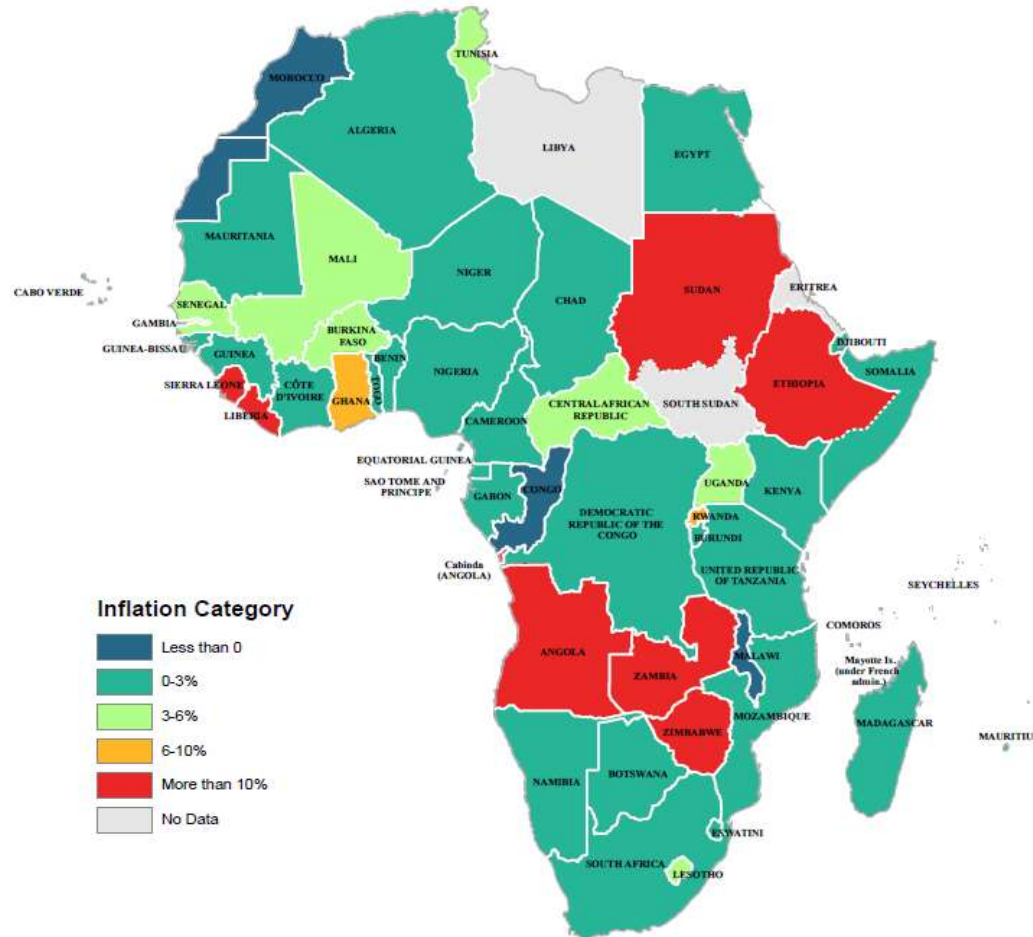 TUNISIA
MOROCCO
ALGERIA
LIBYA
EGYPT
MAURITANIA
MALI
NIGER
CHAD
SUDAN
ERITREA
CABO VERDE
SENEGAL
GAMBIA
GUINEA-BISSAU
GUINEA
BURKINA
FASO
BENIN
NIGERIA
DJIBOUTI
SOMALIA
ETHIOPIA
SIERRA LEONE
LIBERIA
CÔTE
D'IVOIRE
GHANA
TOGO
CAMEROON
CENTRAL AFRICAN
REPUBLIC
SOUTH SUDAN
EQUATORIAL GUINEA
SAO TOME AND
PRINCIPE
GABON
CONGO
DEMOCRATIC
REPUBLIC OF THE
CONGO
UGANDA
KENYA
RWANDA
BURUNDI
UNITED REPUBLIC
OF TANZANIA
SEYCHELLES
Cabinda
(ANGOLA)
COMOROS
Mayotte Is.
(under French
admin.)
ANGOLA
ZAMBIA
MALAWI
MOZAMBIQUE
MADAGASCAR
MAURITIU
ZIMBABWE
NAMIBIA
BOTSWANA
ESWATINI
SOUTH AFRICA
LESOTHO
Inflation Category
Less than 0
0-3%
3-6%
6-10%
More than 10%
No Data